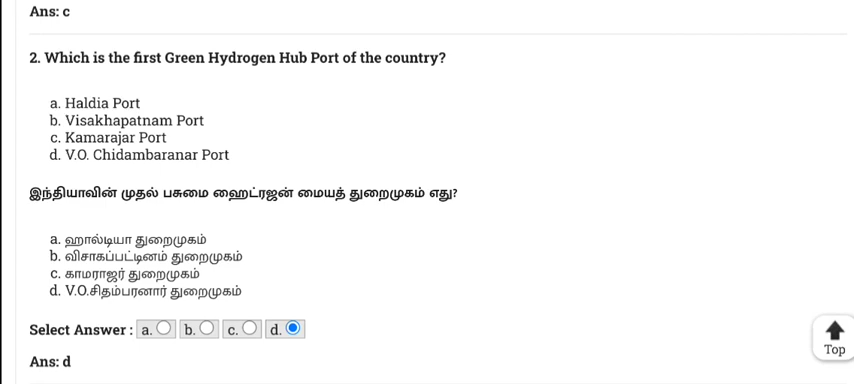 Ans: c
2. Which is the first Green Hydrogen Hub Port of the country?
a. Haldia Port
b. Visakhapatnam Port
c. Kamarajar Port
d. V.O. Chidambaranar Port
இந்தியாவின் முதல் பசுமை ஹைட்ரஜன் மையத் துறைமுகம் எது?
a. ஹால்டியா துறைமுகம்
b. விசாகப்பட்டினம் துறைமுகம்
c. காமராஜர் துறைமுகம்
d. V.O.சிதம்பரனார் துறைமுகம்
Select Answer : a. b. c. d.
Top
Ans: d